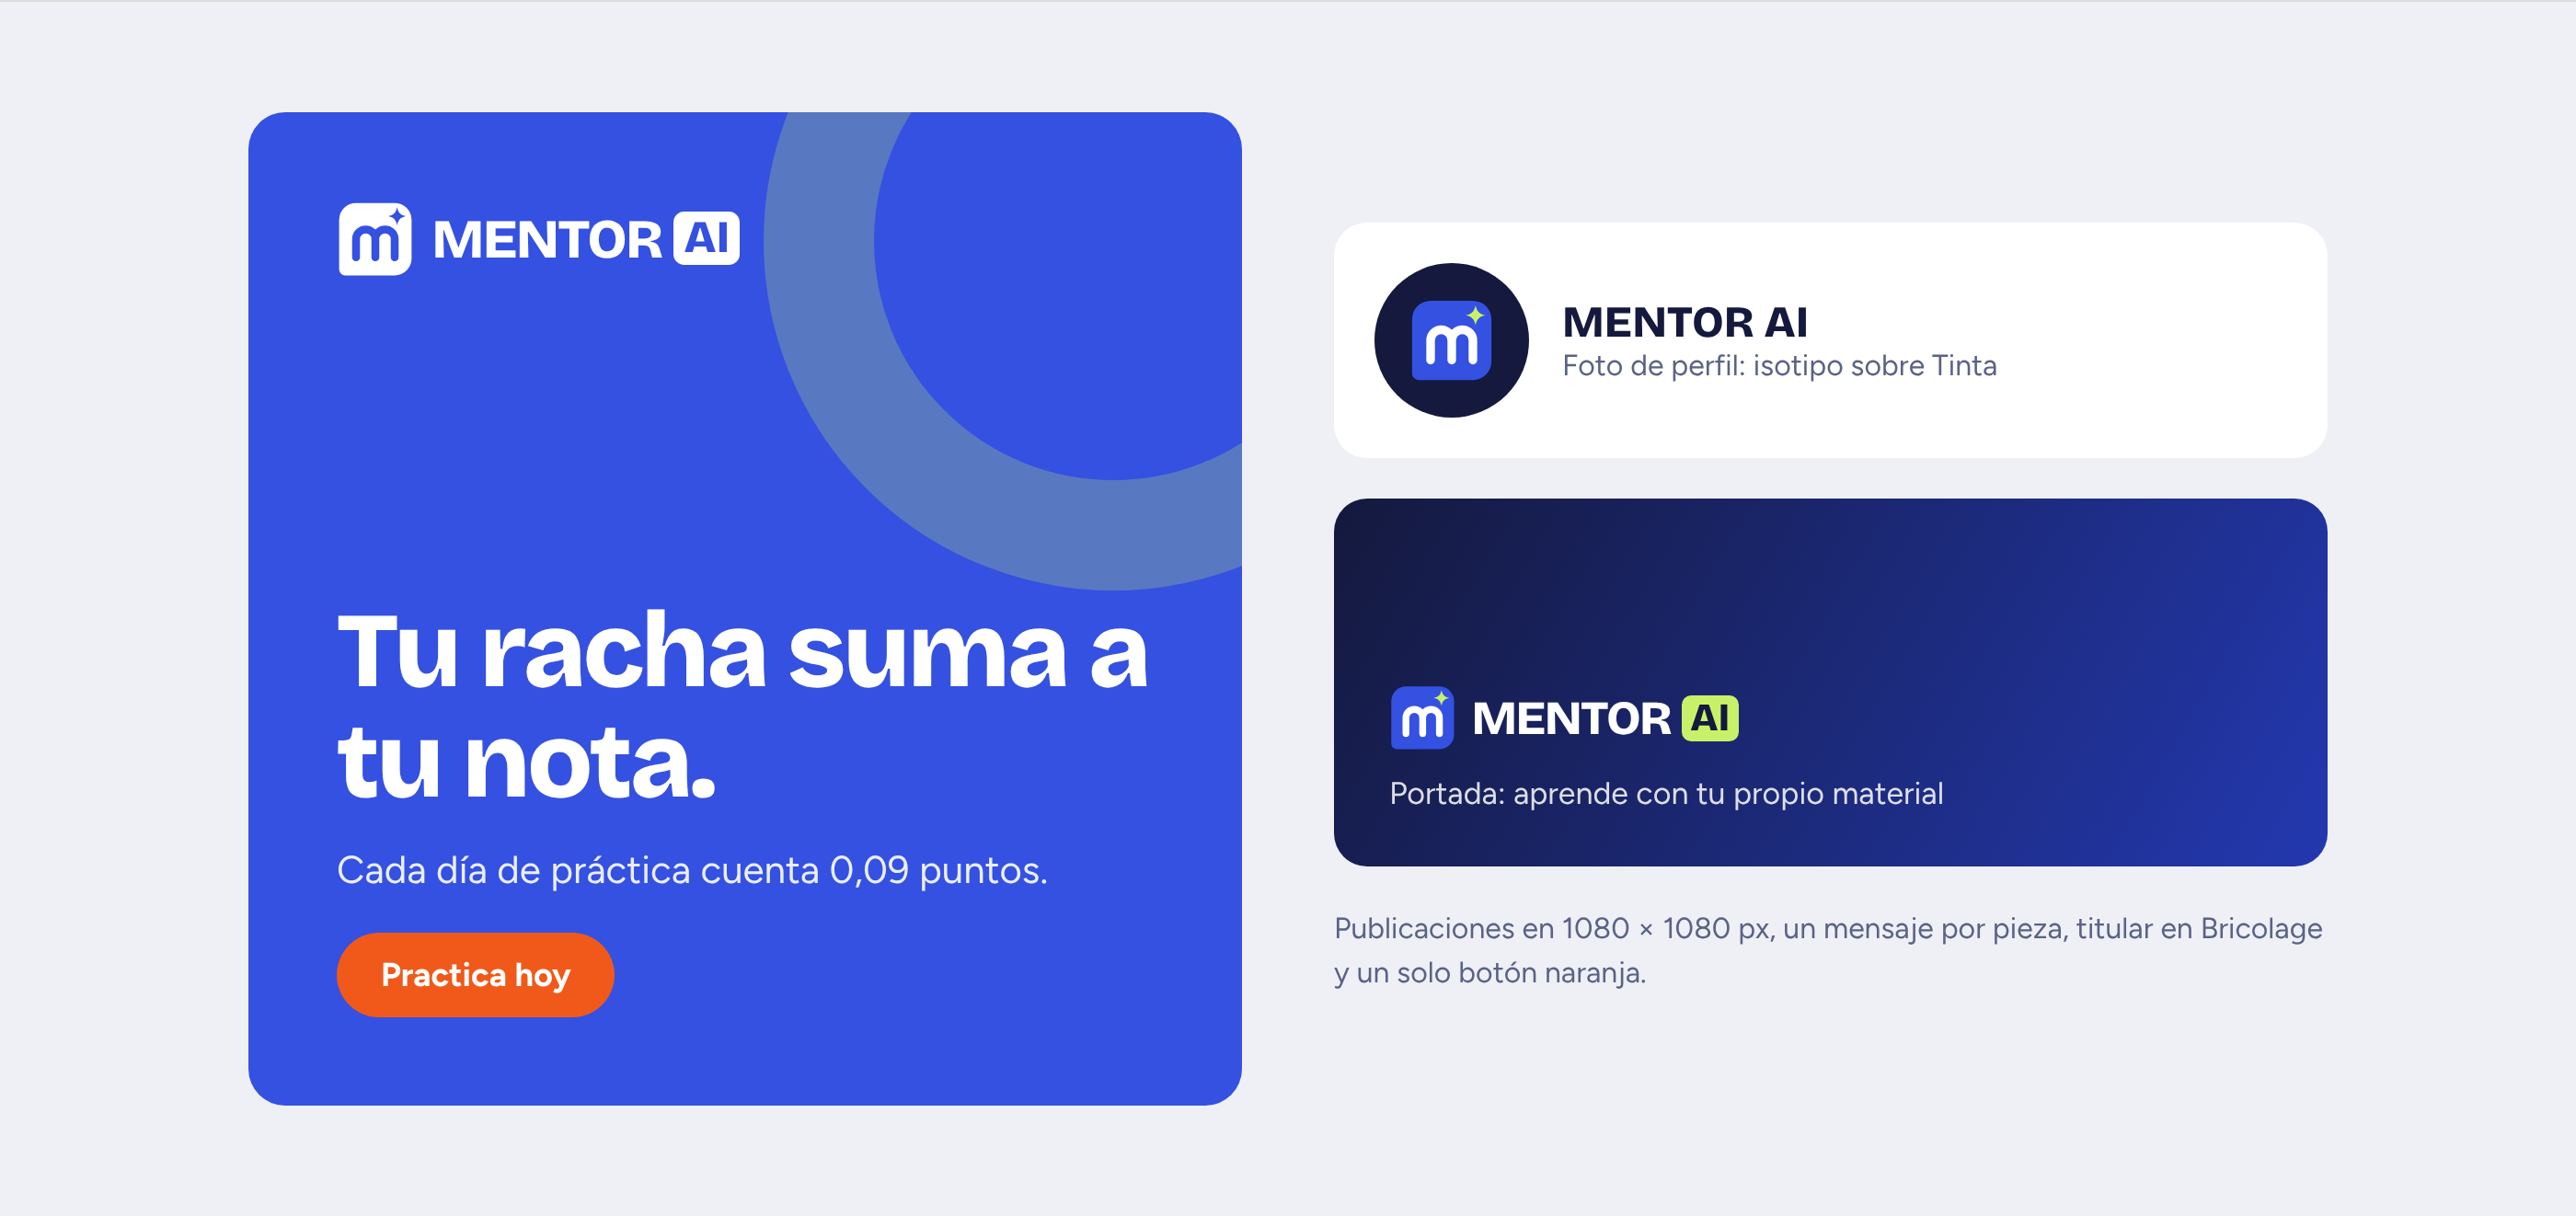 m MENTOR AI
Tu racha suma a
tu nota.
Cada día de práctica cuenta 0,09 puntos.
Practica hoy
m
MENTOR AI
Foto de perfil: isotipo sobre Tinta
m MENTOR AI
Portada: aprende con tu propio material
Publicaciones en 1080 × 1080 px, un mensaje por pieza, titular en Bricolage
y un solo botón naranja.